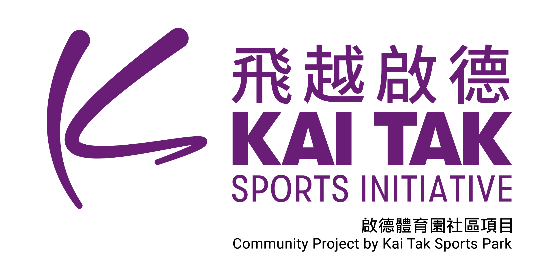 飛越啟德
KAI TAK
SPORTS INITIATIVE
啟德體育園社區項目
Community Project by Kai Tak Sports Park